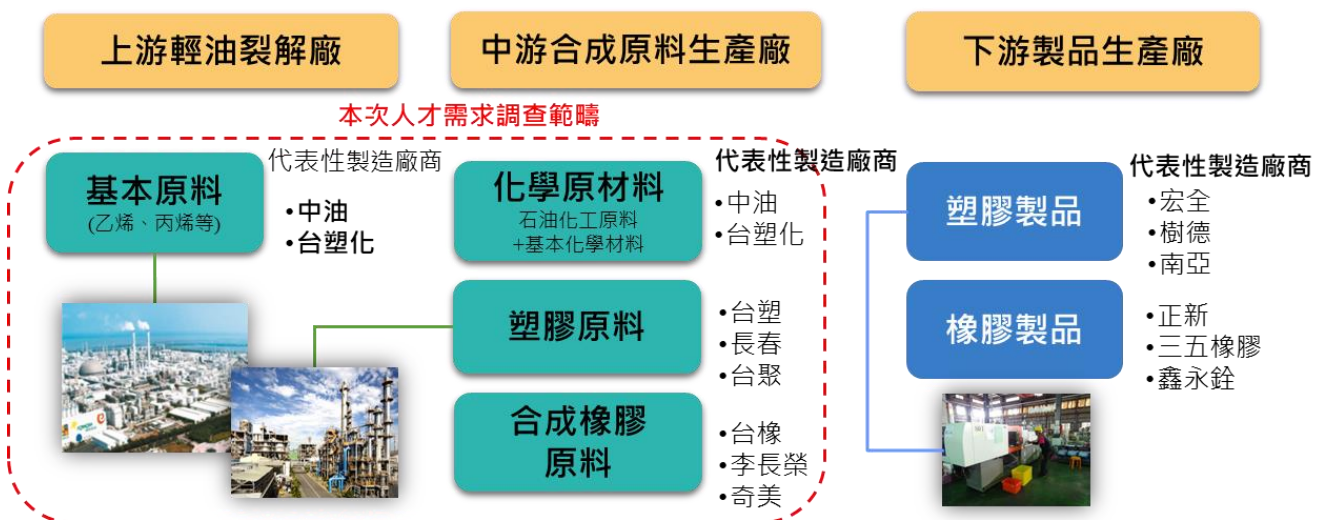 上游輕油裂解廠
中游合成原料生產廠
下游製品生產廠
本次人才需求調查範疇
基本原料
(乙烯、丙烯等)
代表性製造廠商
•中油
•台塑化
化學原材料
石油化工原料
+基本化學材料
代表性製造廠商
•中油
•台塑化
塑膠原料
•台塑
•長春
•台聚
合成橡膠
原料
•台橡
•李長榮
•奇美
塑膠製品
代表性製造廠商
•宏全
•樹德
•南亞
橡膠製品
•正新
•三五橡膠
•鑫永銓